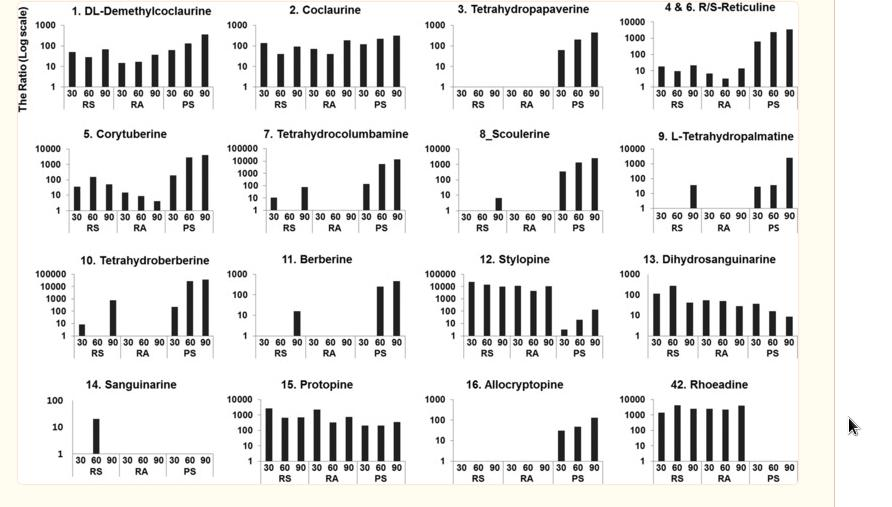 The Ratio (Log scale)
1. DL-Demethylcoclaurine
1000
100
10
1
30 60 90 30 60 90 30 60 90
RS RA PS
2. Coclaurine
1000
100
10
1
30 60 90 30 60 90 30 60 90
RS RA PS
3. Tetrahydropapaverine
1000
100
10
1
30 60 90 30 60 90 30 60 90
RS RA PS
4 & 6. R/S-Reticuline
10000
1000
100
10
1
30 60 90 30 60 90 30 60 90
RS RA PS
5. Corytuberine
10000
1000
100
10
1
30 60 90 30 60 90 30 60 90
RS RA PS
7. Tetrahydrocolumbamine
100000
10000
1000
100
10
1
30 60 90 30 60 90 30 60 90
RS RA PS
8_Scoulerine
10000
1000
100
10
1
30 60 90 30 60 90 30 60 90
RS RA PS
9. L-Tetrahydropalmatine
10000
1000
100
10
1
30 60 90 30 60 90 30 60 90
RS RA PS
10. Tetrahydroberberine
100000
10000
1000
100
10
1
30 60 90 30 60 90 30 60 90
RS RA PS
11. Berberine
1000
100
10
1
30 60 90 30 60 90 30 60 90
RS RA PS
12. Stylopine
100000
10000
1000
100
10
1
30 60 90 30 60 90 30 60 90
RS RA PS
13. Dihydrosanguinarine
1000
100
10
1
30 60 90 30 60 90 30 60 90
RS RA PS
14. Sanguinarine
100
10
1
30 60 90 30 60 90 30 60 90
RS RA PS
15. Protopine
10000
1000
100
10
1
30 60 90 30 60 90 30 60 90
RS RA PS
16. Allocryptopine
10000
1000
100
10
1
30 60 90 30 60 90 30 60 90
RS RA PS
42. Rhoeadine
10000
1000
100
10
1
30 60 90 30 60 90 30 60 90
RS RA PS